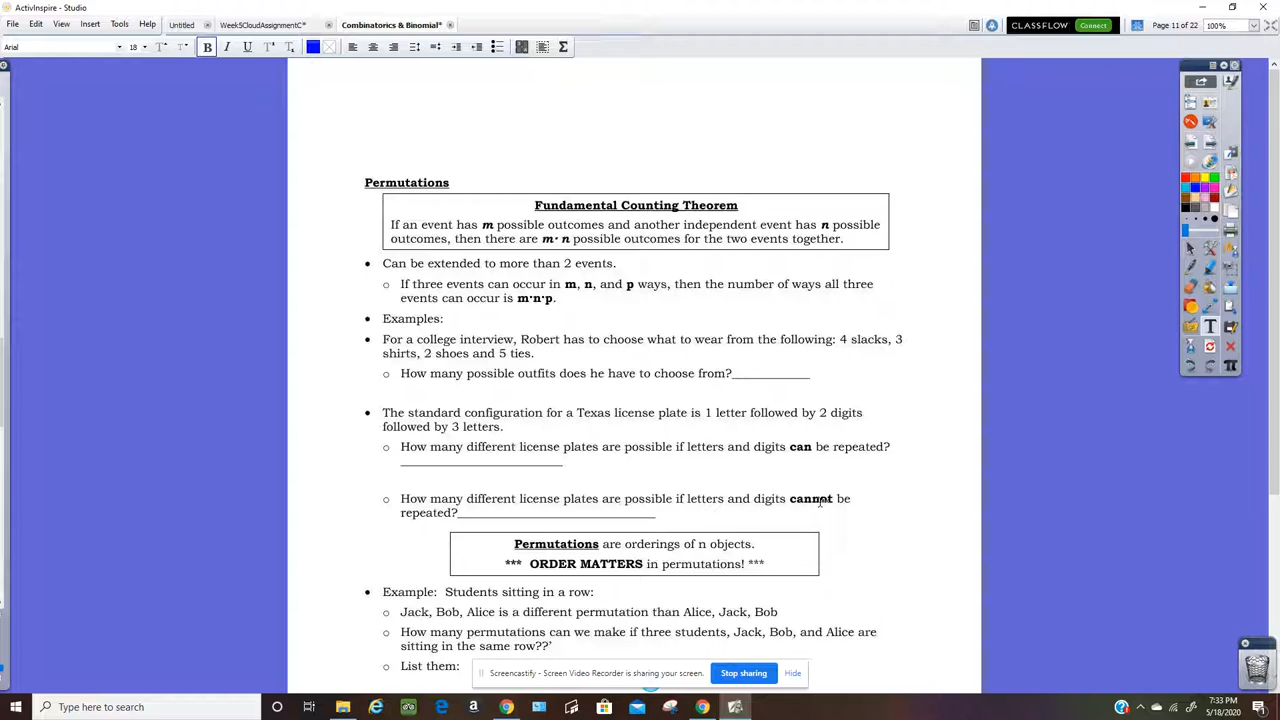 ActivInspire - Studio
File Edit View Insert Tools Help Untitled Week5CloudAssignmentC* Combinatorics & Binomial* CLASSFLOW Connect Page 11 of 22 100%
Arial 18 B I U
Permutations
Fundamental Counting Theorem
If an event has m possible outcomes and another independent event has n possible
outcomes, then there are m· n possible outcomes for the two events together.
• Can be extended to more than 2 events.
o If three events can occur in m, n, and p ways, then the number of ways all three
events can occur is m·n·p.
• Examples:
• For a college interview, Robert has to choose what to wear from the following: 4 slacks, 3
shirts, 2 shoes and 5 ties.
o How many possible outfits does he have to choose from?____________
• The standard configuration for a Texas license plate is 1 letter followed by 2 digits
followed by 3 letters.
o How many different license plates are possible if letters and digits can be repeated?
_________________________
o How many different license plates are possible if letters and digits cannot be
repeated?______________________________
Permutations are orderings of n objects.
*** ORDER MATTERS in permutations! ***
• Example: Students sitting in a row:
o Jack, Bob, Alice is a different permutation than Alice, Jack, Bob
o How many permutations can we make if three students, Jack, Bob, and Alice are
sitting in the same row??'
o List them:
Screencastify - Screen Video Recorder is sharing your screen. Stop sharing Hide
Type here to search
7:33 PM
5/18/2020